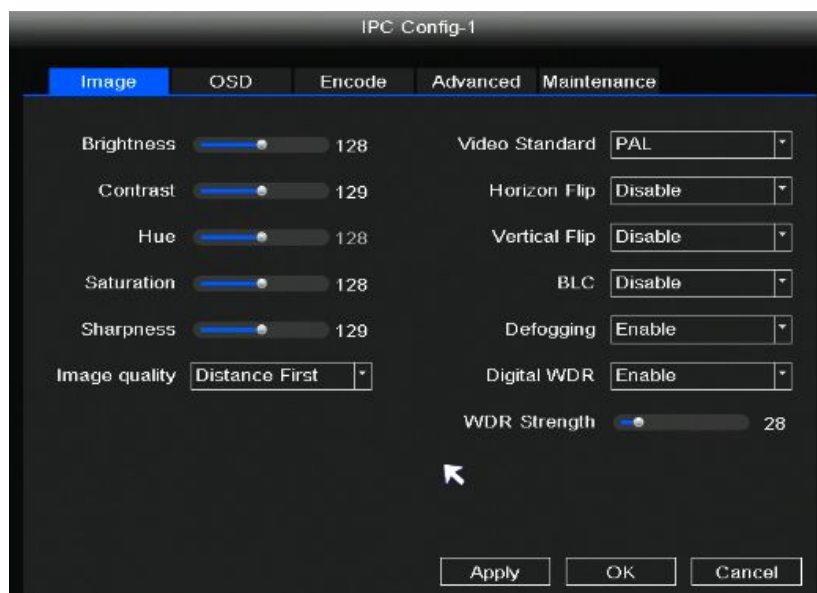 IPC Config-1
Image OSD Encode Advanced Maintenance
Brightness 128 Video Standard PAL
Contrast 129 Horizon Flip Disable
Hue 128 Vertical Flip Disable
Saturation 128 BLC Disable
Sharpness 129 Defogging Enable
Image quality Distance First Digital WDR Enable
WDR Strength 28
Apply OK Cancel